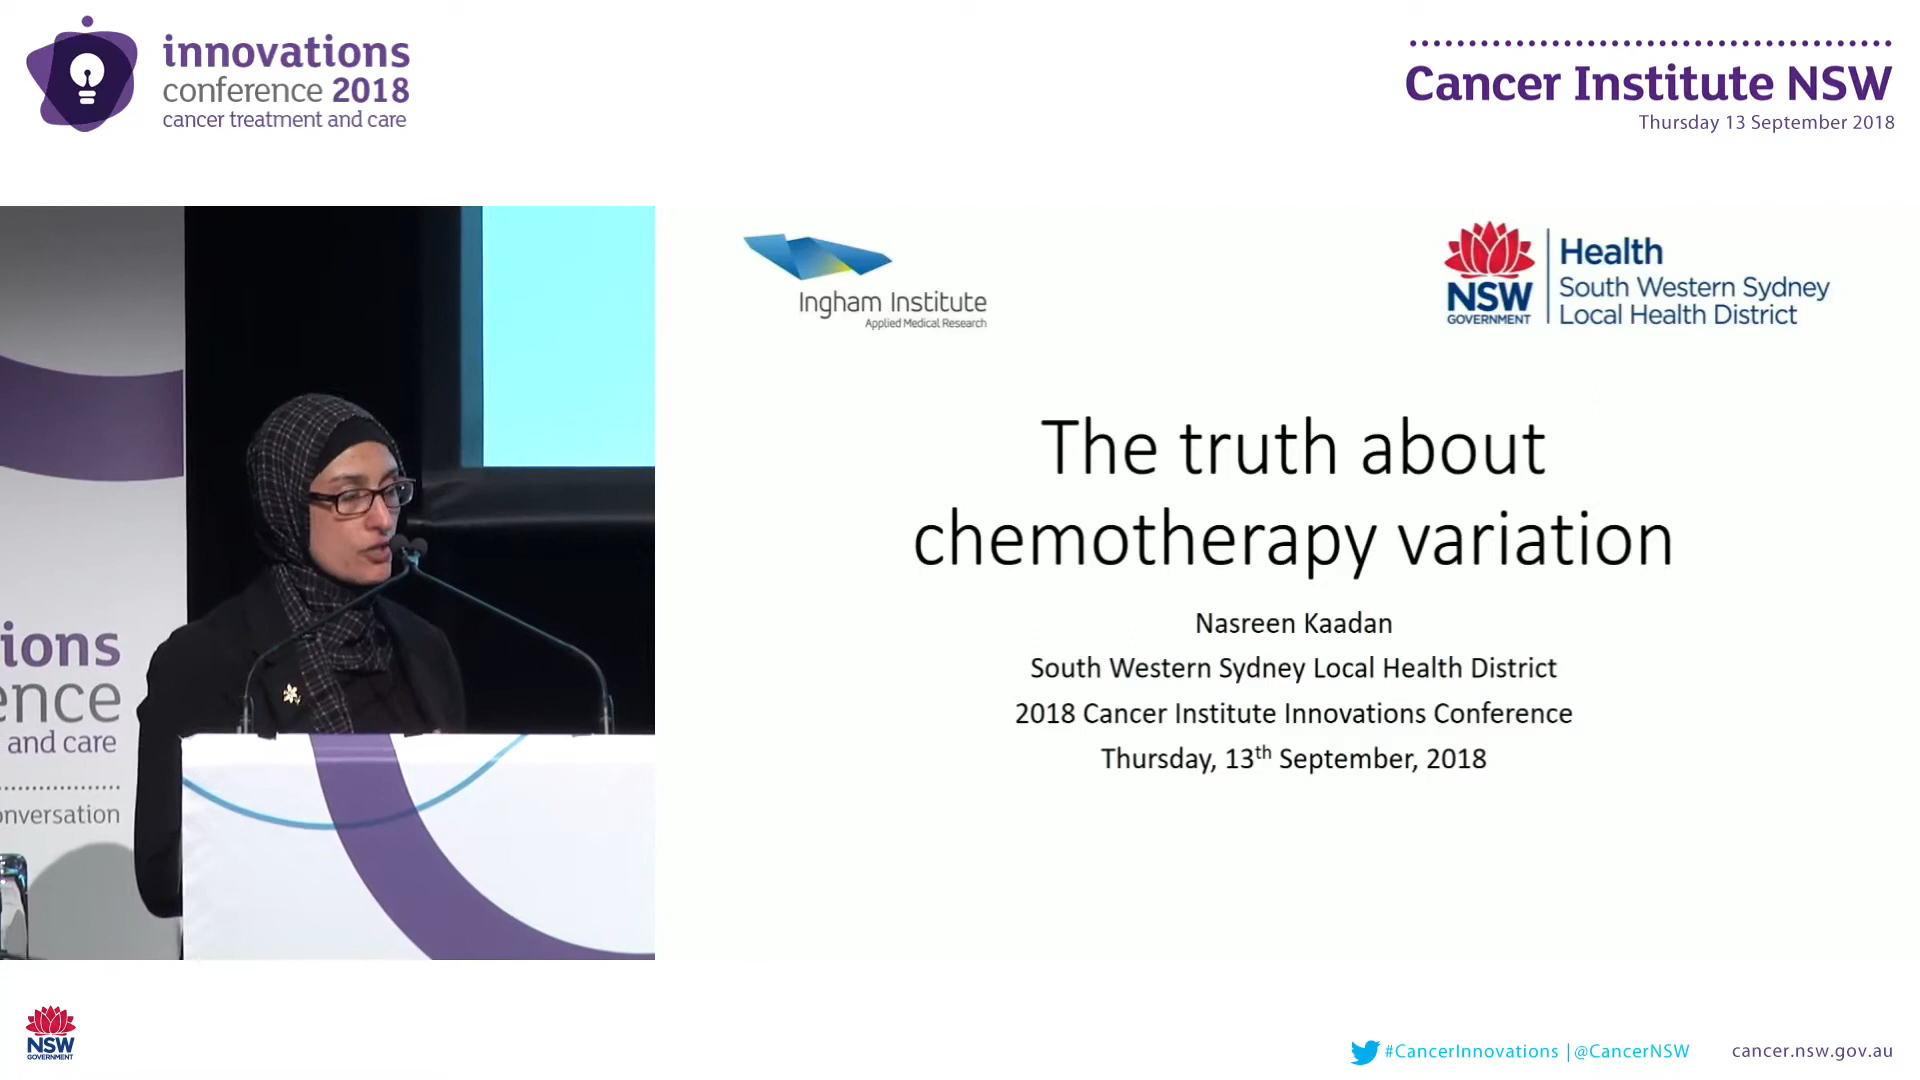 innovations
conference 2018
cancer treatment and care
Cancer Institute NSW
Thursday 13 September 2018
ions
ence
and care
onversation
Ingham Institute
Applied Medical Research
NSW
GOVERNMENT
Health
South Western Sydney
Local Health District
The truth about
chemotherapy variation
Nasreen Kaadan
South Western Sydney Local Health District
2018 Cancer Institute Innovations Conference
Thursday, 13th September, 2018
NSW
GOVERNMENT
#CancerInnovations | @CancerNSW
cancer.nsw.gov.au